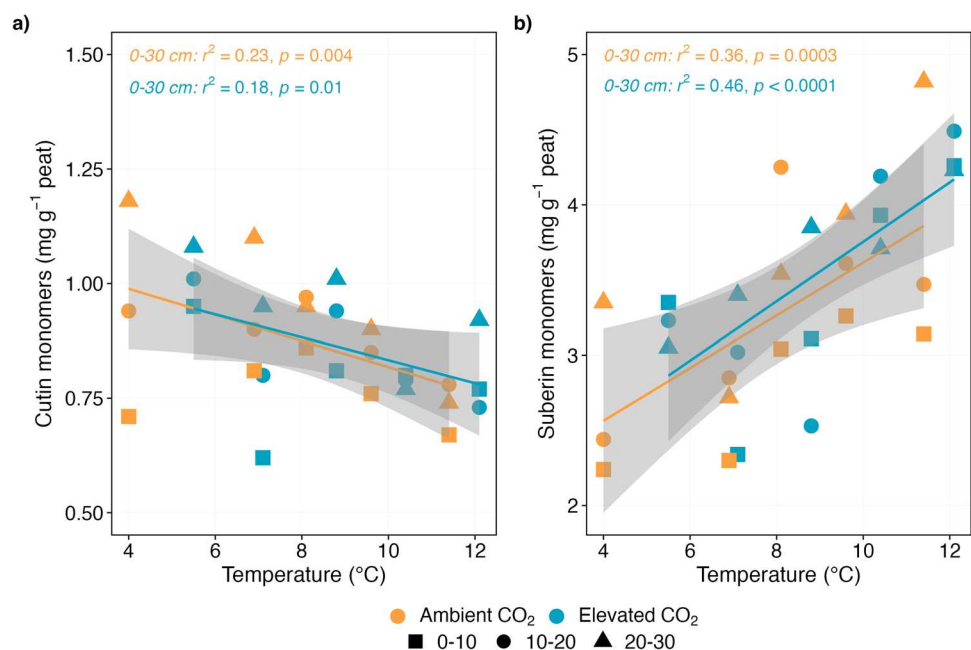 a)
0-30 cm: r² = 0.23, p = 0.004
0-30 cm: r² = 0.18, p = 0.01
1.50
1.25
1.00
0.75
0.50
Cutin monomers (mg g⁻¹ peat)
4 6 8 10 12
Temperature (°C)
b)
0-30 cm: r² = 0.36, p = 0.0003
0-30 cm: r² = 0.46, p < 0.0001
5
4
3
2
Suberin monomers (mg g⁻¹ peat)
4 6 8 10 12
Temperature (°C)
Ambient CO₂ Elevated CO₂
0-10 10-20 20-30